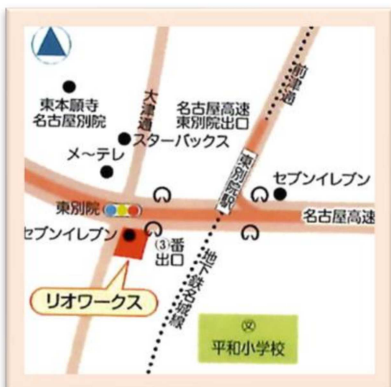 前津通
大津通
東本願寺
名古屋別院
名古屋高速
東別院出口
スターバックス
メ~テレ
東別院駅
セブンイレブン
東別院
名古屋高速
セブンイレブン
③番
出口
地下鉄名城線
リオワークス
文
平和小学校